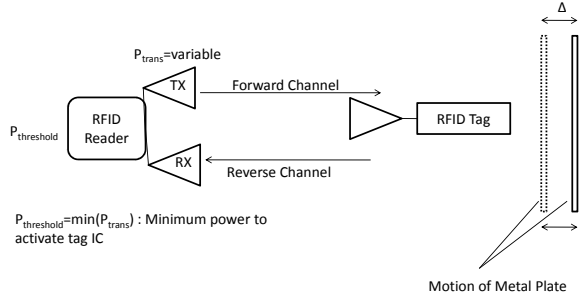 Δ
P_trans=variable
TX
Forward Channel
RFID Reader
P_threshold
RFID Tag
RX
Reverse Channel
P_threshold=min(P_trans) : Minimum power to
activate tag IC
Motion of Metal Plate